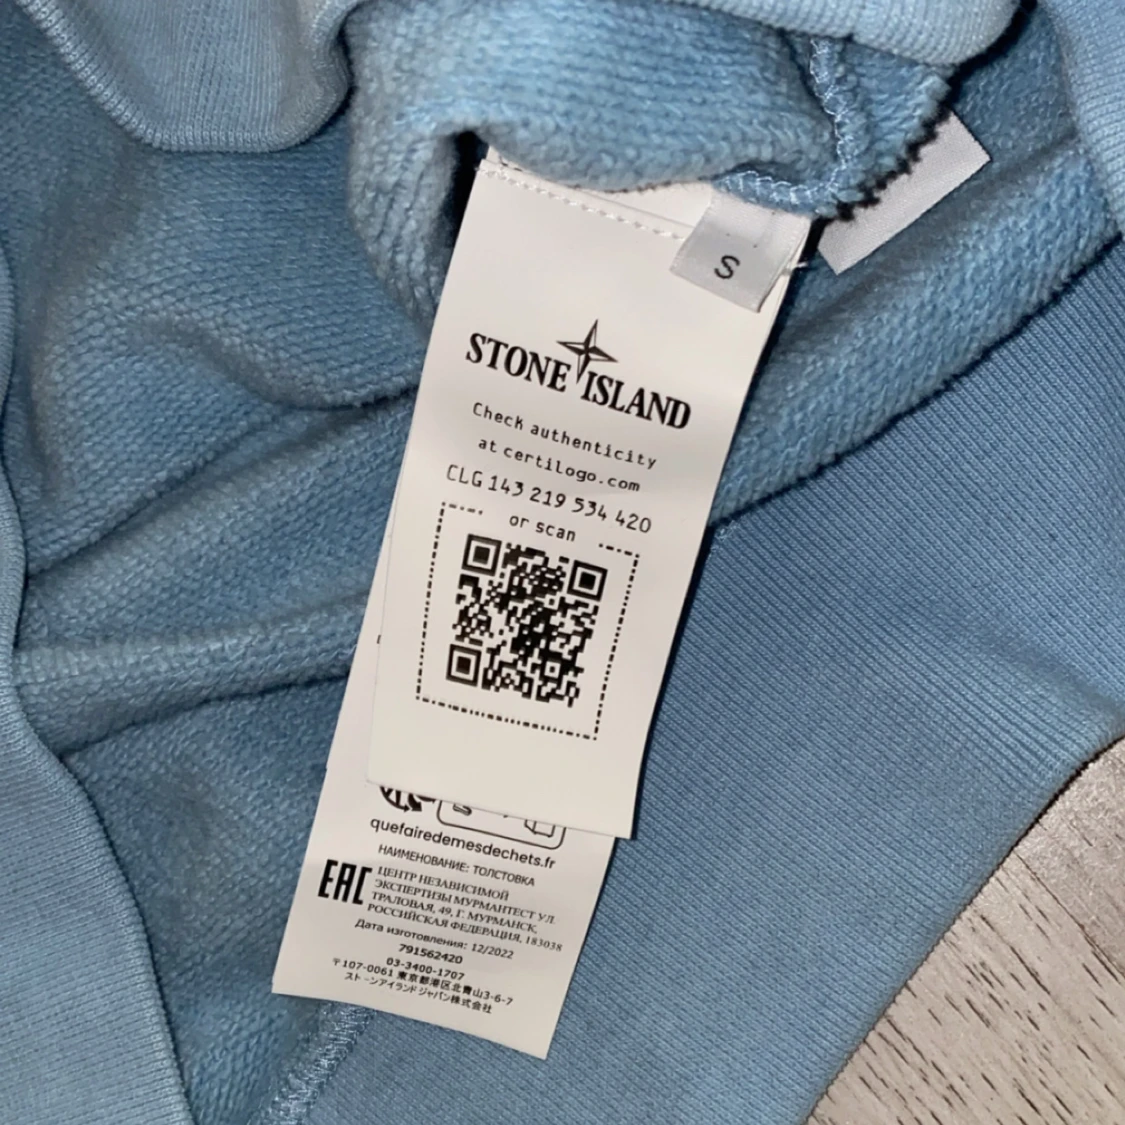 S
STONE ISLAND
Check authenticity
at certilogo.com
CLG 143 219 534 420
or scan
quefairedemesdechets.fr
НАИМЕНОВАНИЕ: ТОЛСТОВКА
EAC
ЦЕНТР НЕЗАВИСИМОЙ
ЭКСПЕРТИЗЫ МУРМАНТЕСТ УЛ.
ТРАЛОВАЯ, 49, Г. МУРМАНСК,
РОССИЙСКАЯ ФЕДЕРАЦИЯ, 183038
Дата изготовления: 12/2022
791562420
03-3400-1707
〒107-0061 東京都港区北青山3-6-7
ストーンアイランドジャパン株式会社